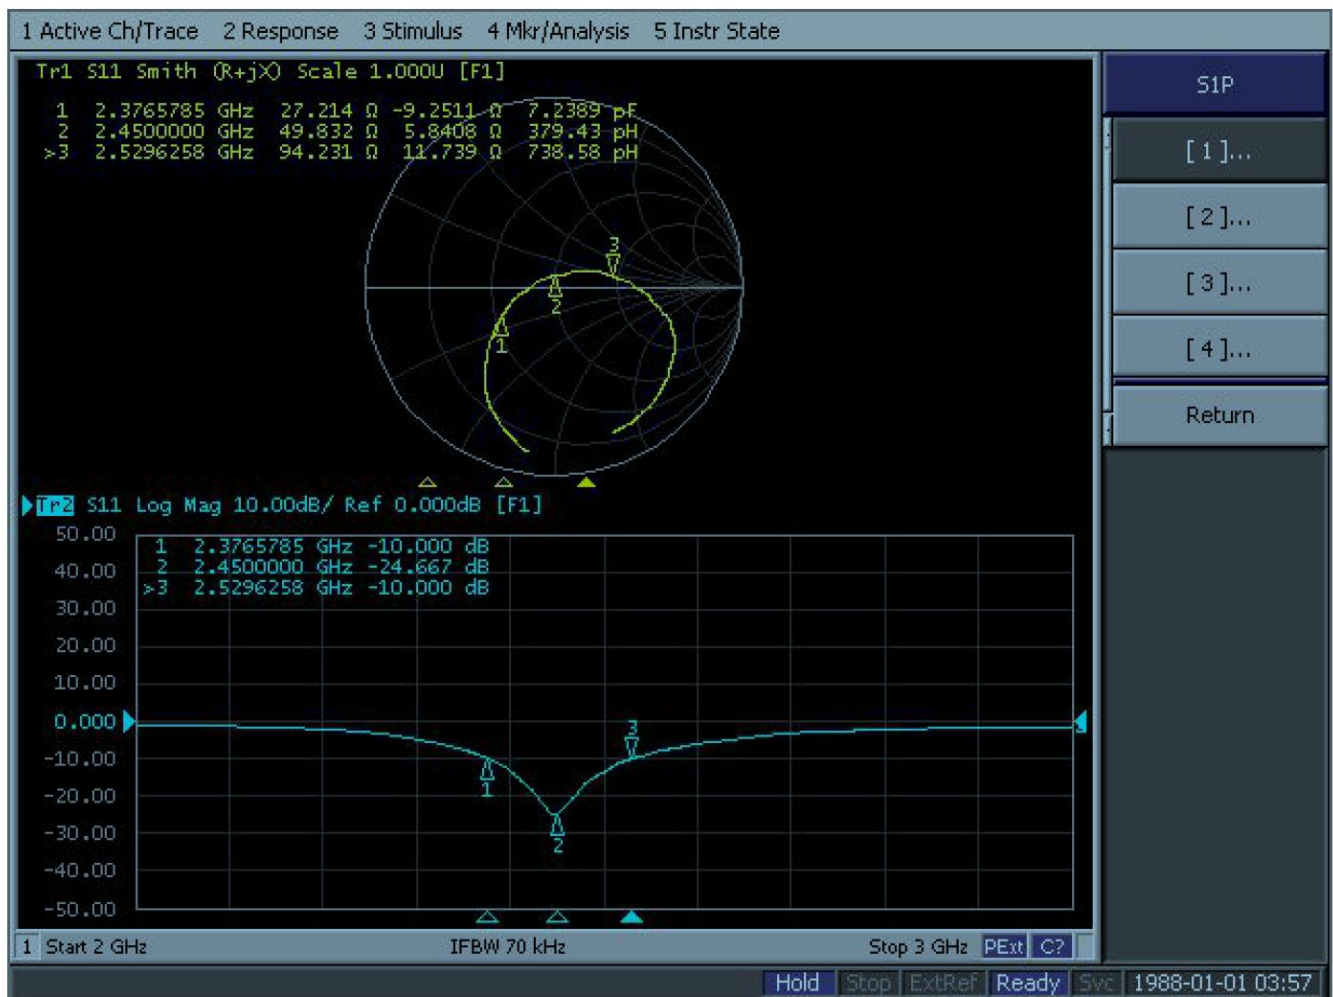 1 Active Ch/Trace 2 Response 3 Stimulus 4 Mkr/Analysis 5 Instr State
Tr1 S11 Smith (R+jX) Scale 1.000U [F1]
1 2.3765785 GHz 27.214 Ω -9.2511 Ω 7.2389 pF
2 2.4500000 GHz 49.832 Ω 5.8408 Ω 379.43 pH
>3 2.5296258 GHz 94.231 Ω 11.739 Ω 738.58 pH
3
2
1
Tr2 S11 Log Mag 10.00dB/ Ref 0.000dB [F1]
50.00
40.00
30.00
20.00
10.00
0.000
-10.00
-20.00
-30.00
-40.00
-50.00
1 2.3765785 GHz -10.000 dB
2 2.4500000 GHz -24.667 dB
>3 2.5296258 GHz -10.000 dB
3
1
2
1 Start 2 GHz IFBW 70 kHz Stop 3 GHz PExt C?
S1P
[ 1 ]...
[ 2 ]...
[ 3 ]...
[ 4 ]...
Return
Hold Stop ExtRef Ready Svc 1988-01-01 03:57